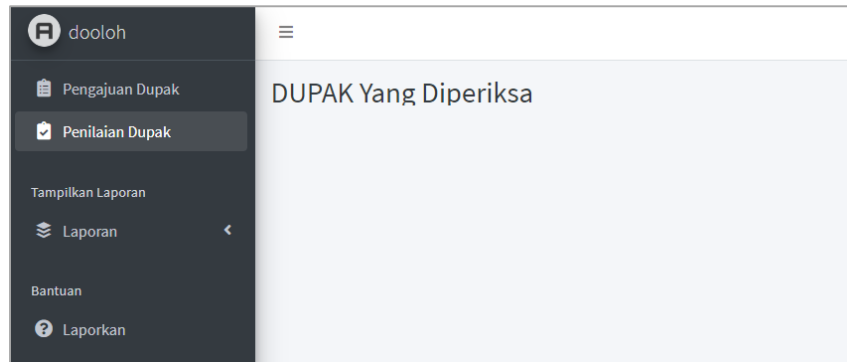 dooloh
Pengajuan Dupak
Penilaian Dupak
Tampilkan Laporan
Laporan
Bantuan
Laporkan
DUPAK Yang Diperiksa